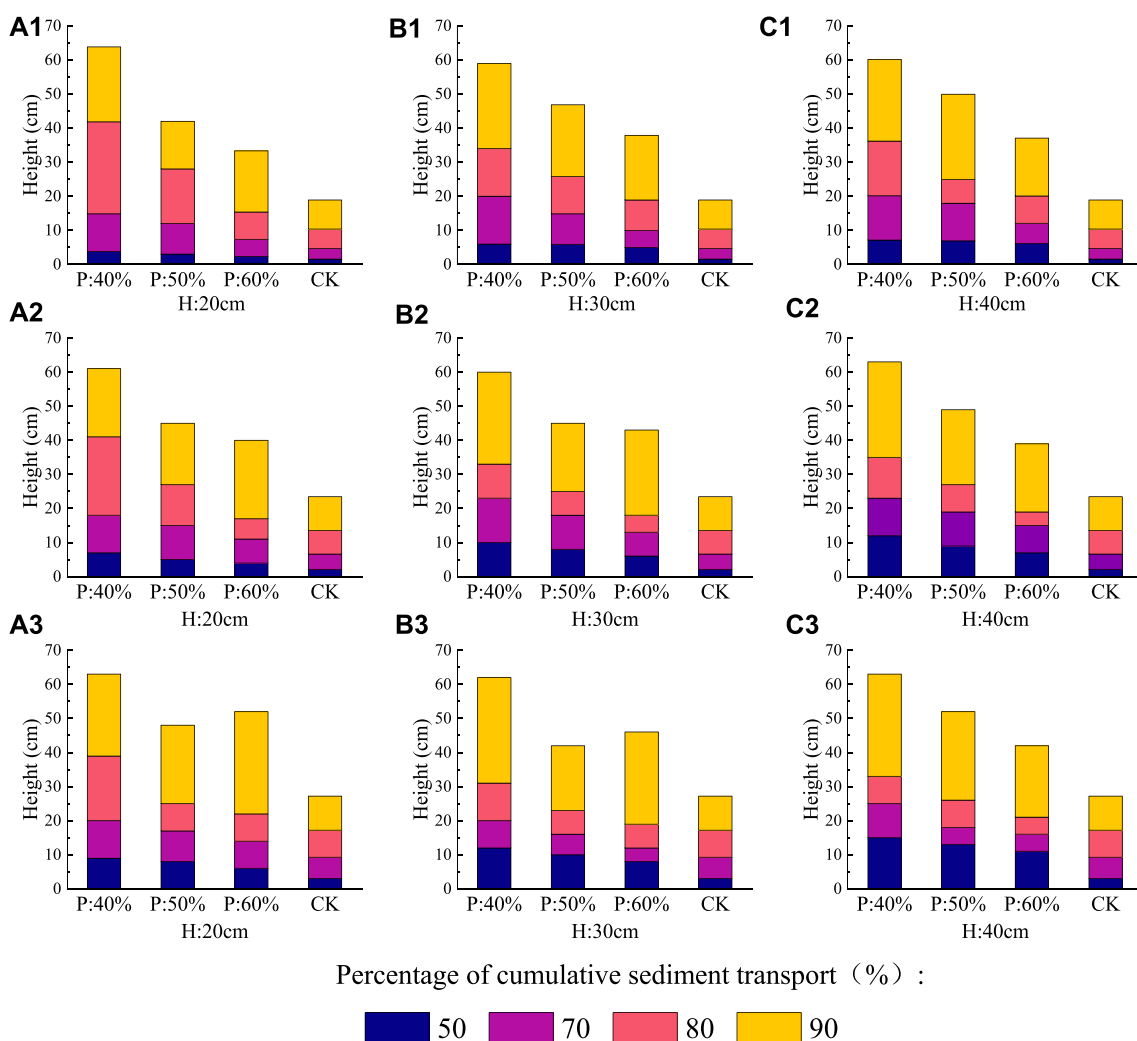 A1
70
60
50
40
30
20
10
0
Height (cm)
P:40% P:50% P:60% CK
H:20cm
B1
70
60
50
40
30
20
10
0
Height (cm)
P:40% P:50% P:60% CK
H:30cm
C1
70
60
50
40
30
20
10
0
Height (cm)
P:40% P:50% P:60% CK
H:40cm
A2
70
60
50
40
30
20
10
0
Height (cm)
P:40% P:50% P:60% CK
H:20cm
B2
70
60
50
40
30
20
10
0
Height (cm)
P:40% P:50% P:60% CK
H:30cm
C2
70
60
50
40
30
20
10
0
Height (cm)
P:40% P:50% P:60% CK
H:40cm
A3
70
60
50
40
30
20
10
0
Height (cm)
P:40% P:50% P:60% CK
H:20cm
B3
70
60
50
40
30
20
10
0
Height (cm)
P:40% P:50% P:60% CK
H:30cm
C3
70
60
50
40
30
20
10
0
Height (cm)
P:40% P:50% P:60% CK
H:40cm
Percentage of cumulative sediment transport（%）:
50 70 80 90